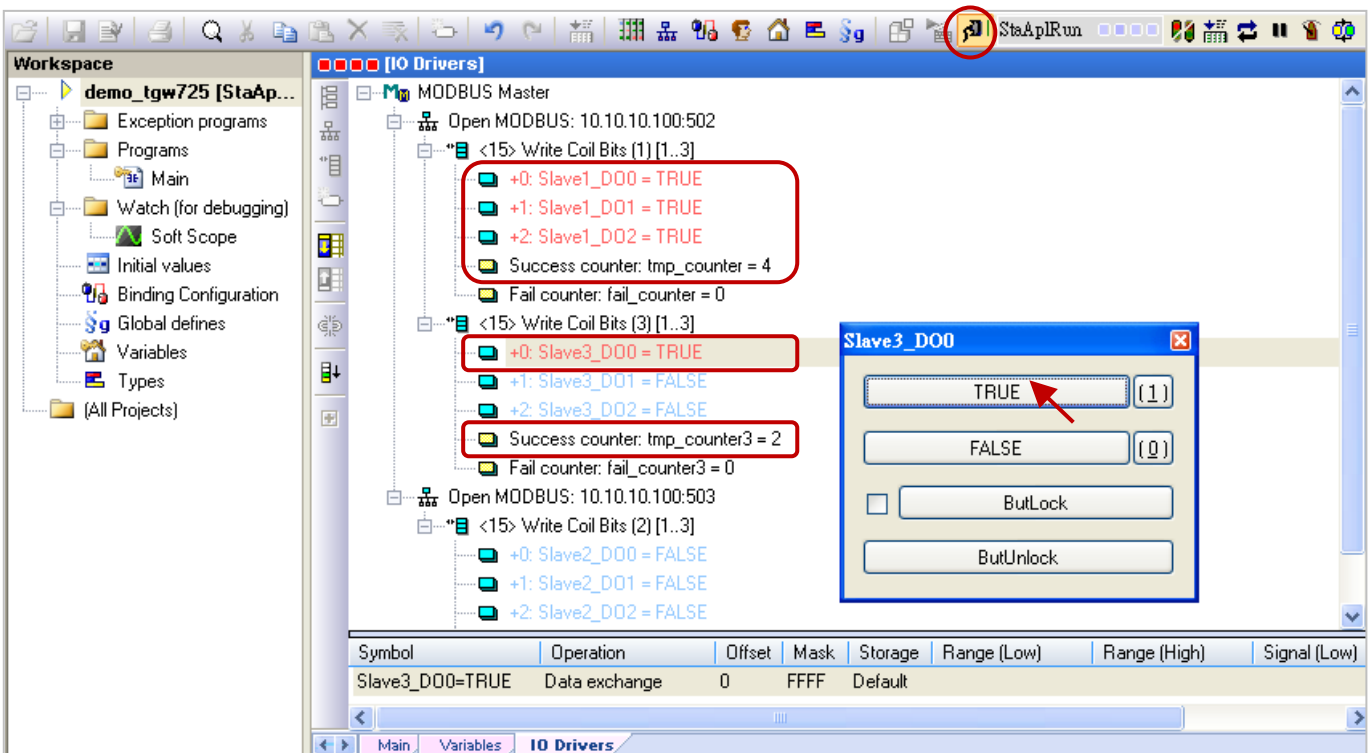 StaAplRun
Workspace
demo_tgw725 [StaAp...
Exception programs
Programs
Main
Watch (for debugging)
Soft Scope
Initial values
Binding Configuration
Global defines
Variables
Types
(All Projects)
[IO Drivers]
MODBUS Master
Open MODBUS: 10.10.10.100:502
<15> Write Coil Bits (1) [1..3]
+0: Slave1_DO0 = TRUE
+1: Slave1_DO1 = TRUE
+2: Slave1_DO2 = TRUE
Success counter: tmp_counter = 4
Fail counter: fail_counter = 0
<15> Write Coil Bits (3) [1..3]
+0: Slave3_DO0 = TRUE
+1: Slave3_DO1 = FALSE
+2: Slave3_DO2 = FALSE
Success counter: tmp_counter3 = 2
Fail counter: fail_counter3 = 0
Open MODBUS: 10.10.10.100:503
<15> Write Coil Bits (2) [1..3]
+0: Slave2_DO0 = FALSE
+1: Slave2_DO1 = FALSE
+2: Slave2_DO2 = FALSE
Slave3_DO0
TRUE (1)
FALSE (0)
ButLock
ButUnlock
Symbol Operation Offset Mask Storage Range (Low) Range (High) Signal (Low)
Slave3_DO0=TRUE Data exchange 0 FFFF Default
Main Variables IO Drivers